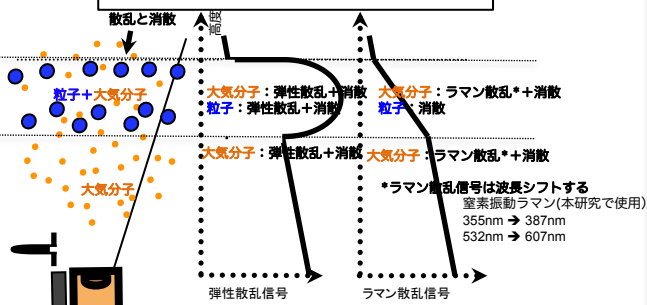 散乱と消散
高度
粒子+大気分子
大気分子：弾性散乱+消散
粒子：弾性散乱+消散
大気分子：ラマン散乱*+消散
粒子：消散
大気分子：弾性散乱+消散
大気分子：ラマン散乱*+消散
大気分子
*ラマン散乱信号は波長シフトする
窒素振動ラマン(本研究で使用)
355nm ➔ 387nm
532nm ➔ 607nm
弾性散乱信号
ラマン散乱信号